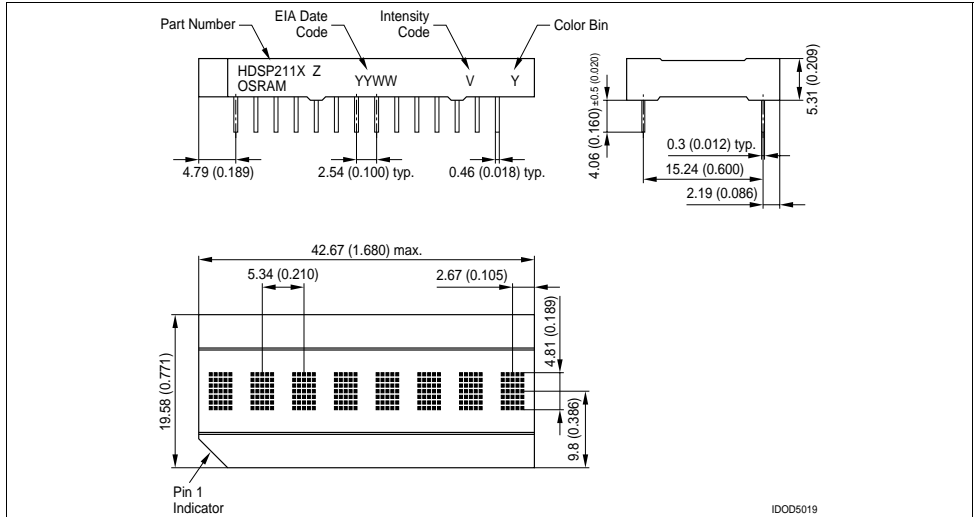 Part Number
EIA Date
Code
Intensity
Code
Color Bin
HDSP211X Z
OSRAM
YYWW
V
Y
4.79 (0.189)
2.54 (0.100) typ.
0.46 (0.018) typ.
4.06 (0.160) ±0.5 (0.020)
5.31 (0.209)
0.3 (0.012) typ.
15.24 (0.600)
2.19 (0.086)
42.67 (1.680) max.
5.34 (0.210)
2.67 (0.105)
4.81 (0.189)
19.58 (0.771)
9.8 (0.386)
Pin 1
Indicator
IDOD5019